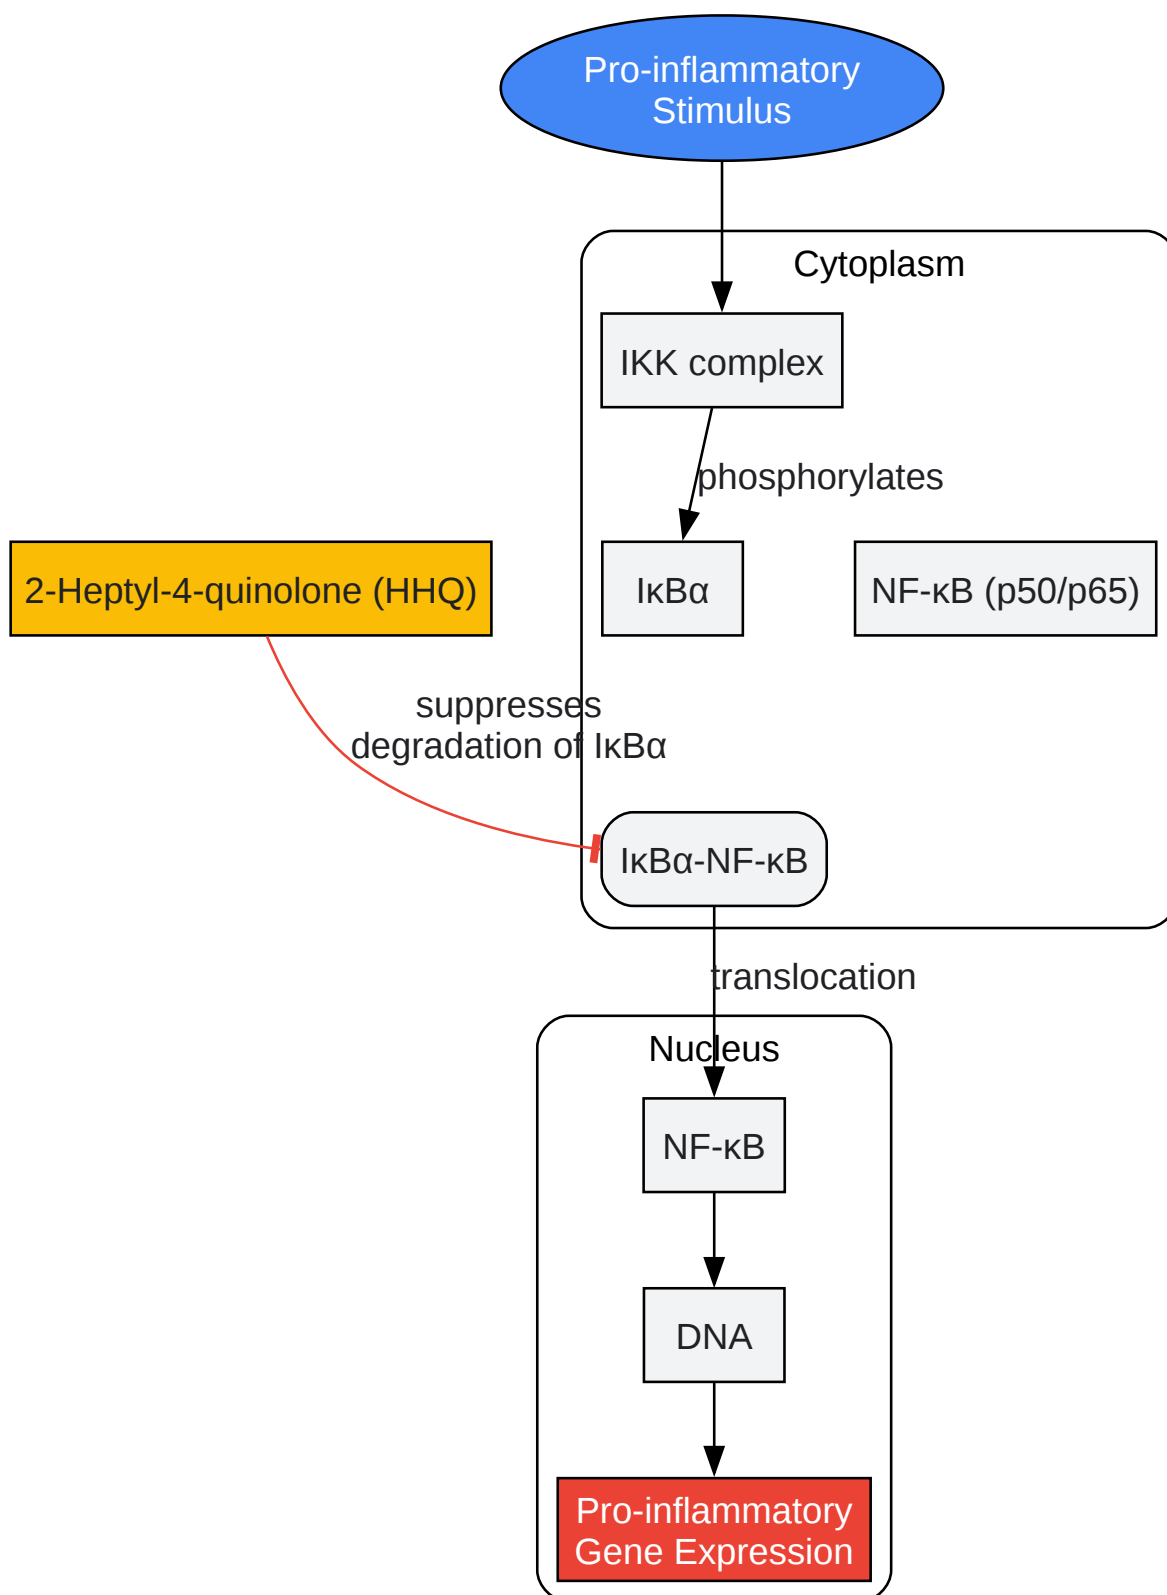 Pro-inflammatory
Stimulus
Cytoplasm
IKK complex
phosphorylates
2-Heptyl-4-quinolone (HHQ)
IκBα
NF-κB (p50/p65)
suppresses
degradation of IκBα
IκBα-NF-κB
translocation
Nucleus
NF-κB
DNA
Pro-inflammatory
Gene Expression